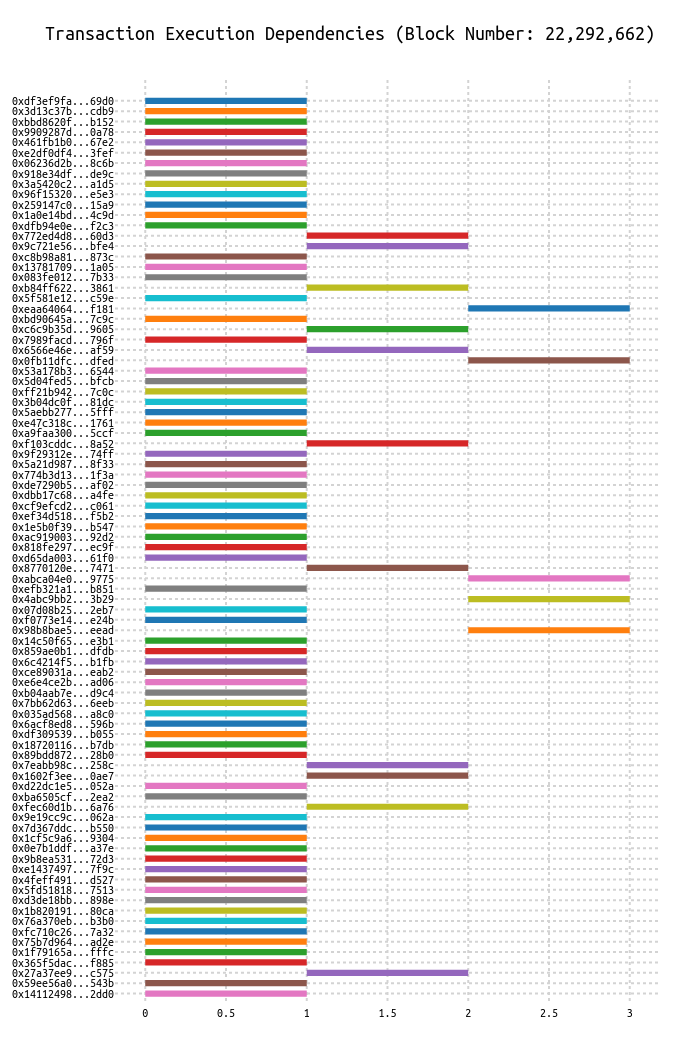 Transaction Execution Dependencies (Block Number: 22,292,662)
0xdf3ef9fa...69d0
0x3d13c37b...cdb9
0xbbd8620f...b152
0x9909287d...0a78
0x461fb1b0...67e2
0xe2df0df4...3fef
0x06236d2b...8c6b
0x918e34df...de9c
0x3a5420c2...a1d5
0x96f15320...e5e3
0x259147c0...15a9
0x1a0e14bd...4c9d
0xdfb94e0e...f2c3
0x772ed4d8...60d3
0x9c721e56...bfe4
0xc8b98a81...873c
0x13781709...1a05
0x083fe012...7b33
0xb84ff622...3861
0x5f581e12...c59e
0xeaa64064...f181
0xbd90645a...7c9c
0xc6c9b35d...9605
0x7989facd...796f
0x6566e46e...af59
0x0fb11dfc...dfed
0x53a178b3...6544
0x5d04fed5...bfcb
0xff21b942...7c0c
0x3b04dc0f...81dc
0x5aebb277...5fff
0xe47c318c...1761
0xa9faa300...5ccf
0xf103cddc...8a52
0x9f29312e...74ff
0x5a21d987...8f33
0x774b3d13...1f3a
0xde7290b5...af02
0xdbb17c68...a4fe
0xcf9efcd2...c061
0xef34d518...f5b2
0x1e5b0f39...b547
0xac919003...92d2
0x818fe297...ec9f
0xd65da003...61f0
0x8770120e...7471
0xabca04e0...9775
0xefb321a1...b851
0x4abc9bb2...3b29
0x07d08b25...2eb7
0xf0773e14...e24b
0x98b8bae5...eead
0x14c50f65...e3b1
0x859ae0b1...dfdb
0x6c4214f5...b1fb
0xce89031a...eab2
0xe6e4ce2b...ad06
0xb04aab7e...d9c4
0x7bb62d63...6eeb
0x035ad568...a8c0
0x6acf8ed8...596b
0xdf309539...b055
0x18720116...b7db
0x89bdd872...28b0
0x7eabb98c...258c
0x1602f3ee...0ae7
0xd22dc1e5...052a
0xba6505cf...2ea2
0xfec60d1b...6a76
0x9e19cc9c...062a
0x7d367ddc...b550
0x1cf5c9a6...9304
0x0e7b1ddf...a37e
0x9b8ea531...72d3
0xe1437497...7f9c
0x4feff491...d527
0x5fd51818...7513
0xd3de18bb...898e
0x1b820191...80ca
0x76a370eb...b3b0
0xfc710c26...7a32
0x75b7d964...ad2e
0x1f79165a...fffc
0x365f5dac...f885
0x27a37ee9...c575
0x59ee56a0...543b
0x14112498...2dd0
0 0.5 1 1.5 2 2.5 3